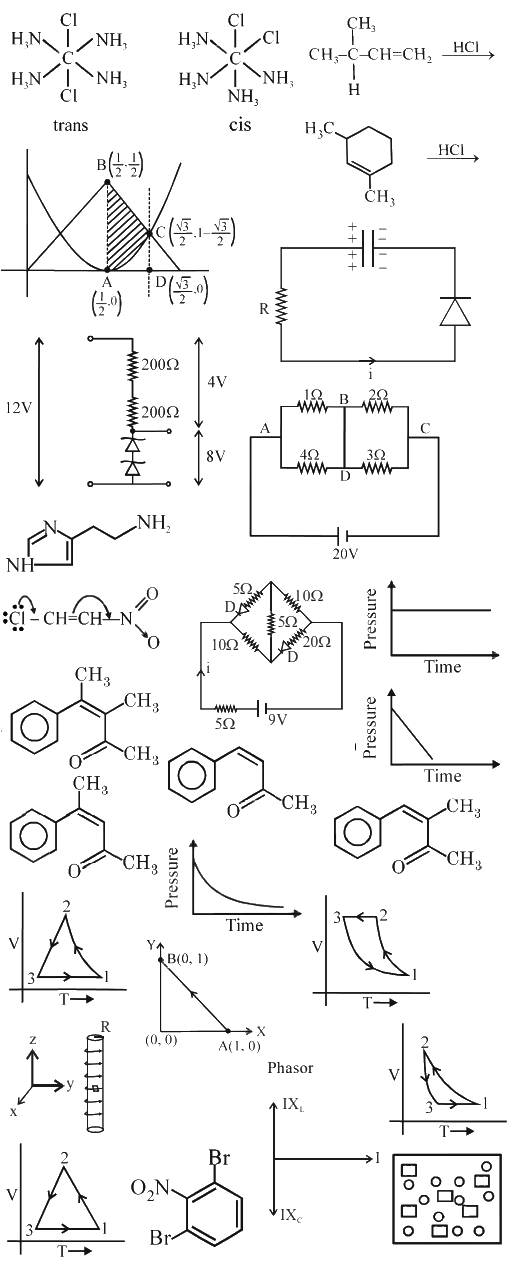 Cl Cl CH₃
H₃N NH₃ H₃N Cl CH₃–C–CH=CH₂ HCl
C C H
H₃N NH₃ H₃N NH₃
Cl NH₃
trans cis
H₃C HCl
CH₃
B(1/2, 1/2)
C(√3/2, 1−√3/2)
A D(√3/2, 0)
(1/2, 0)
+ −
+ −
+ −
+ −
R
i
12V 200Ω 4V
200Ω
8V
1Ω B 2Ω
A C
4Ω 3Ω
D
20V
N NH₂
NH
:Cl–CH=CH–N O
O
5Ω 10Ω
D 5Ω
10Ω 20Ω
D
i
5Ω 9V
Pressure
Time
Pressure
Time
CH₃
CH₃
O CH₃
O CH₃
CH₃
O CH₃
CH₃
O CH₃
Pressure
Time
V 2
3 1
T
Y
B(0, 1)
(0, 0) X
A(1, 0)
V 3 2
1
T
z R
y
x
Phasor
IX_L
I
IX_C
V 2
3 1
T
V 2
3 1
T
Br
O₂N
Br